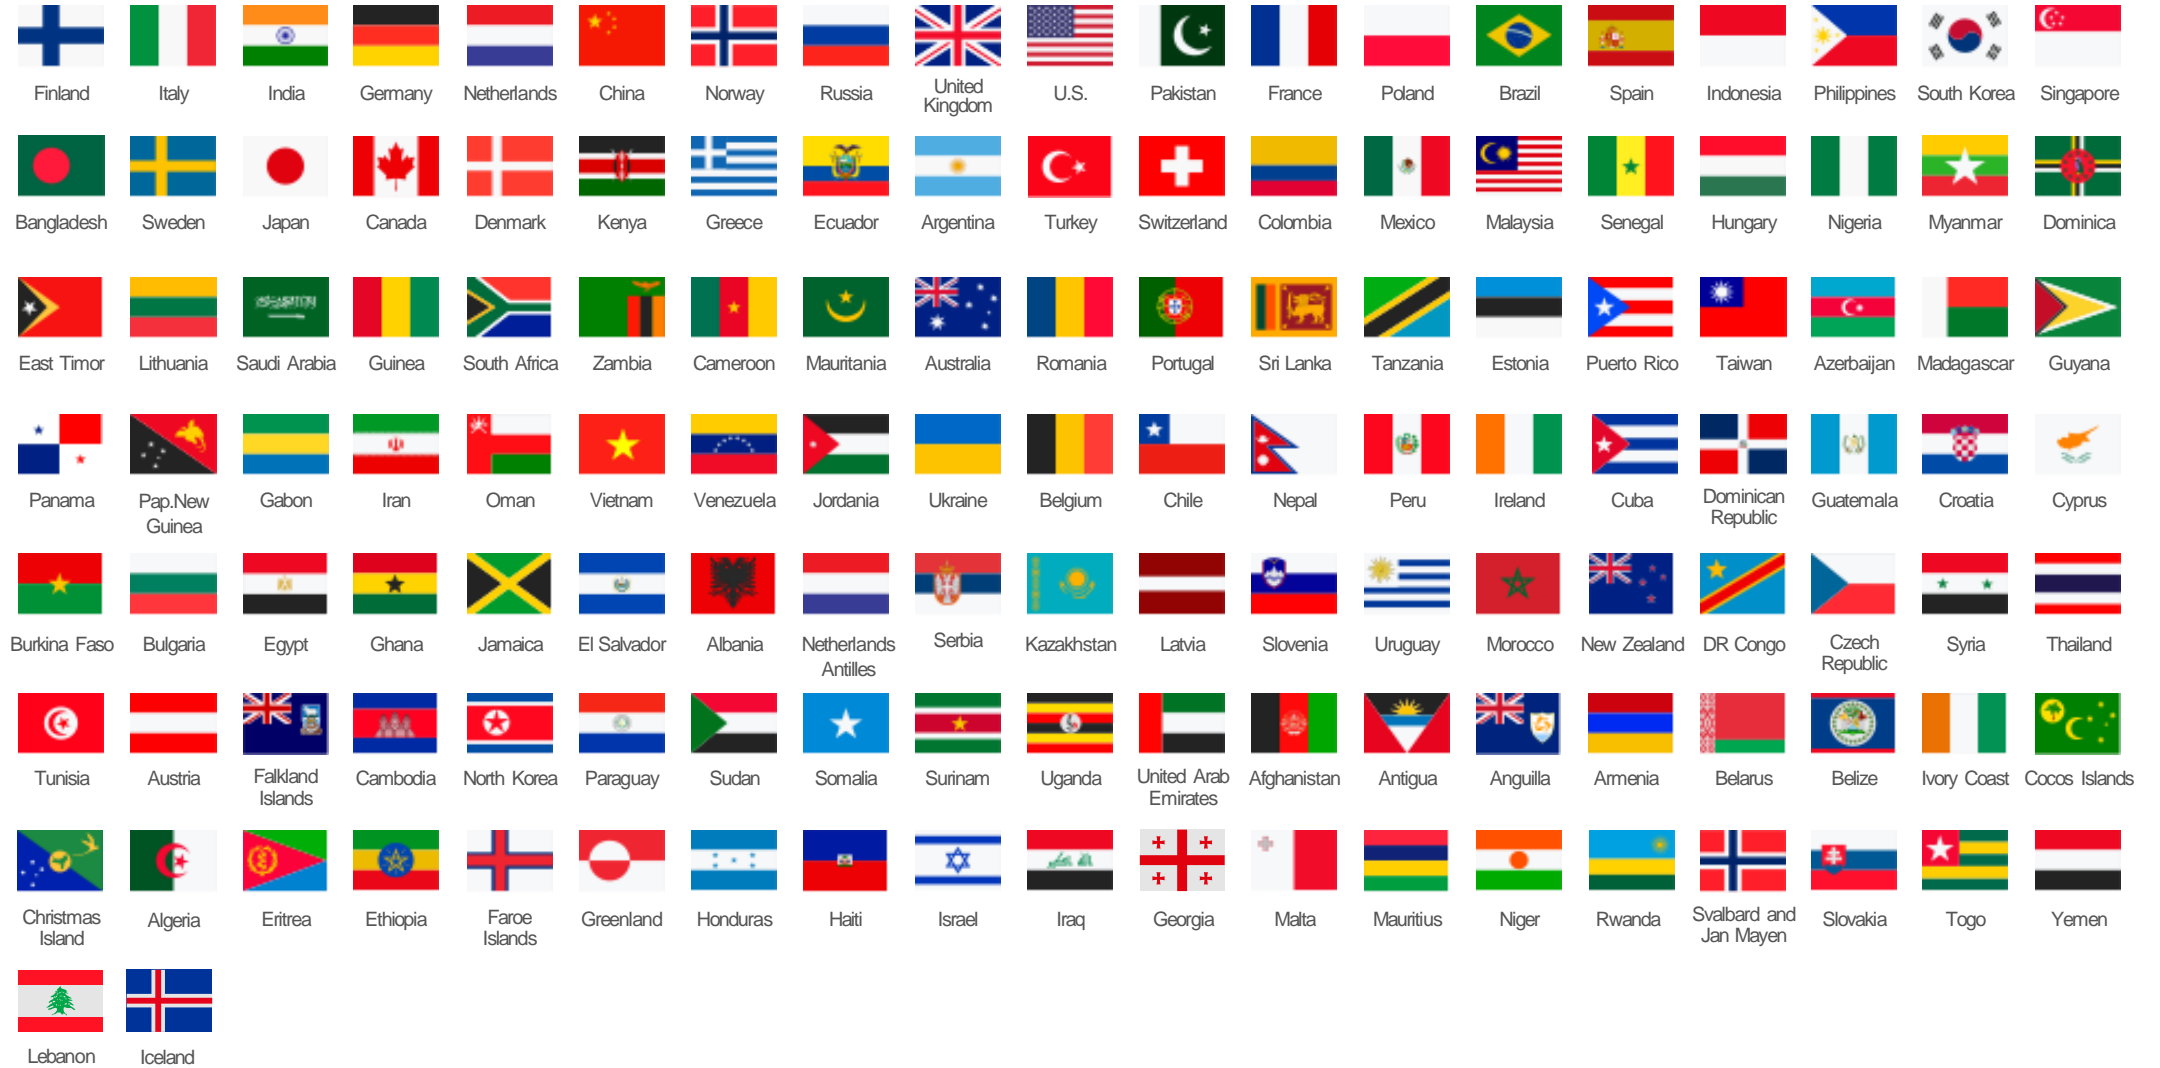 Finland Italy India Germany Netherlands China Norway Russia United Kingdom U.S. Pakistan France Poland Brazil Spain Indonesia Philippines South Korea Singapore
Bangladesh Sweden Japan Canada Denmark Kenya Greece Ecuador Argentina Turkey Switzerland Colombia Mexico Malaysia Senegal Hungary Nigeria Myanmar Dominica
East Timor Lithuania Saudi Arabia Guinea South Africa Zambia Cameroon Mauritania Australia Romania Portugal Sri Lanka Tanzania Estonia Puerto Rico Taiwan Azerbaijan Madagascar Guyana
Panama Pap.New Guinea Gabon Iran Oman Vietnam Venezuela Jordania Ukraine Belgium Chile Nepal Peru Ireland Cuba Dominican Republic Guatemala Croatia Cyprus
Burkina Faso Bulgaria Egypt Ghana Jamaica El Salvador Albania Netherlands Antilles Serbia Kazakhstan Latvia Slovenia Uruguay Morocco New Zealand DR Congo Czech Republic Syria Thailand
Tunisia Austria Falkland Islands Cambodia North Korea Paraguay Sudan Somalia Surinam Uganda United Arab Emirates Afghanistan Antigua Anguilla Armenia Belarus Belize Ivory Coast Cocos Islands
Christmas Island Algeria Eritrea Ethiopia Faroe Islands Greenland Honduras Haiti Israel Iraq Georgia Malta Mauritius Niger Rwanda Svalbard and Jan Mayen Slovakia Togo Yemen
Lebanon Iceland